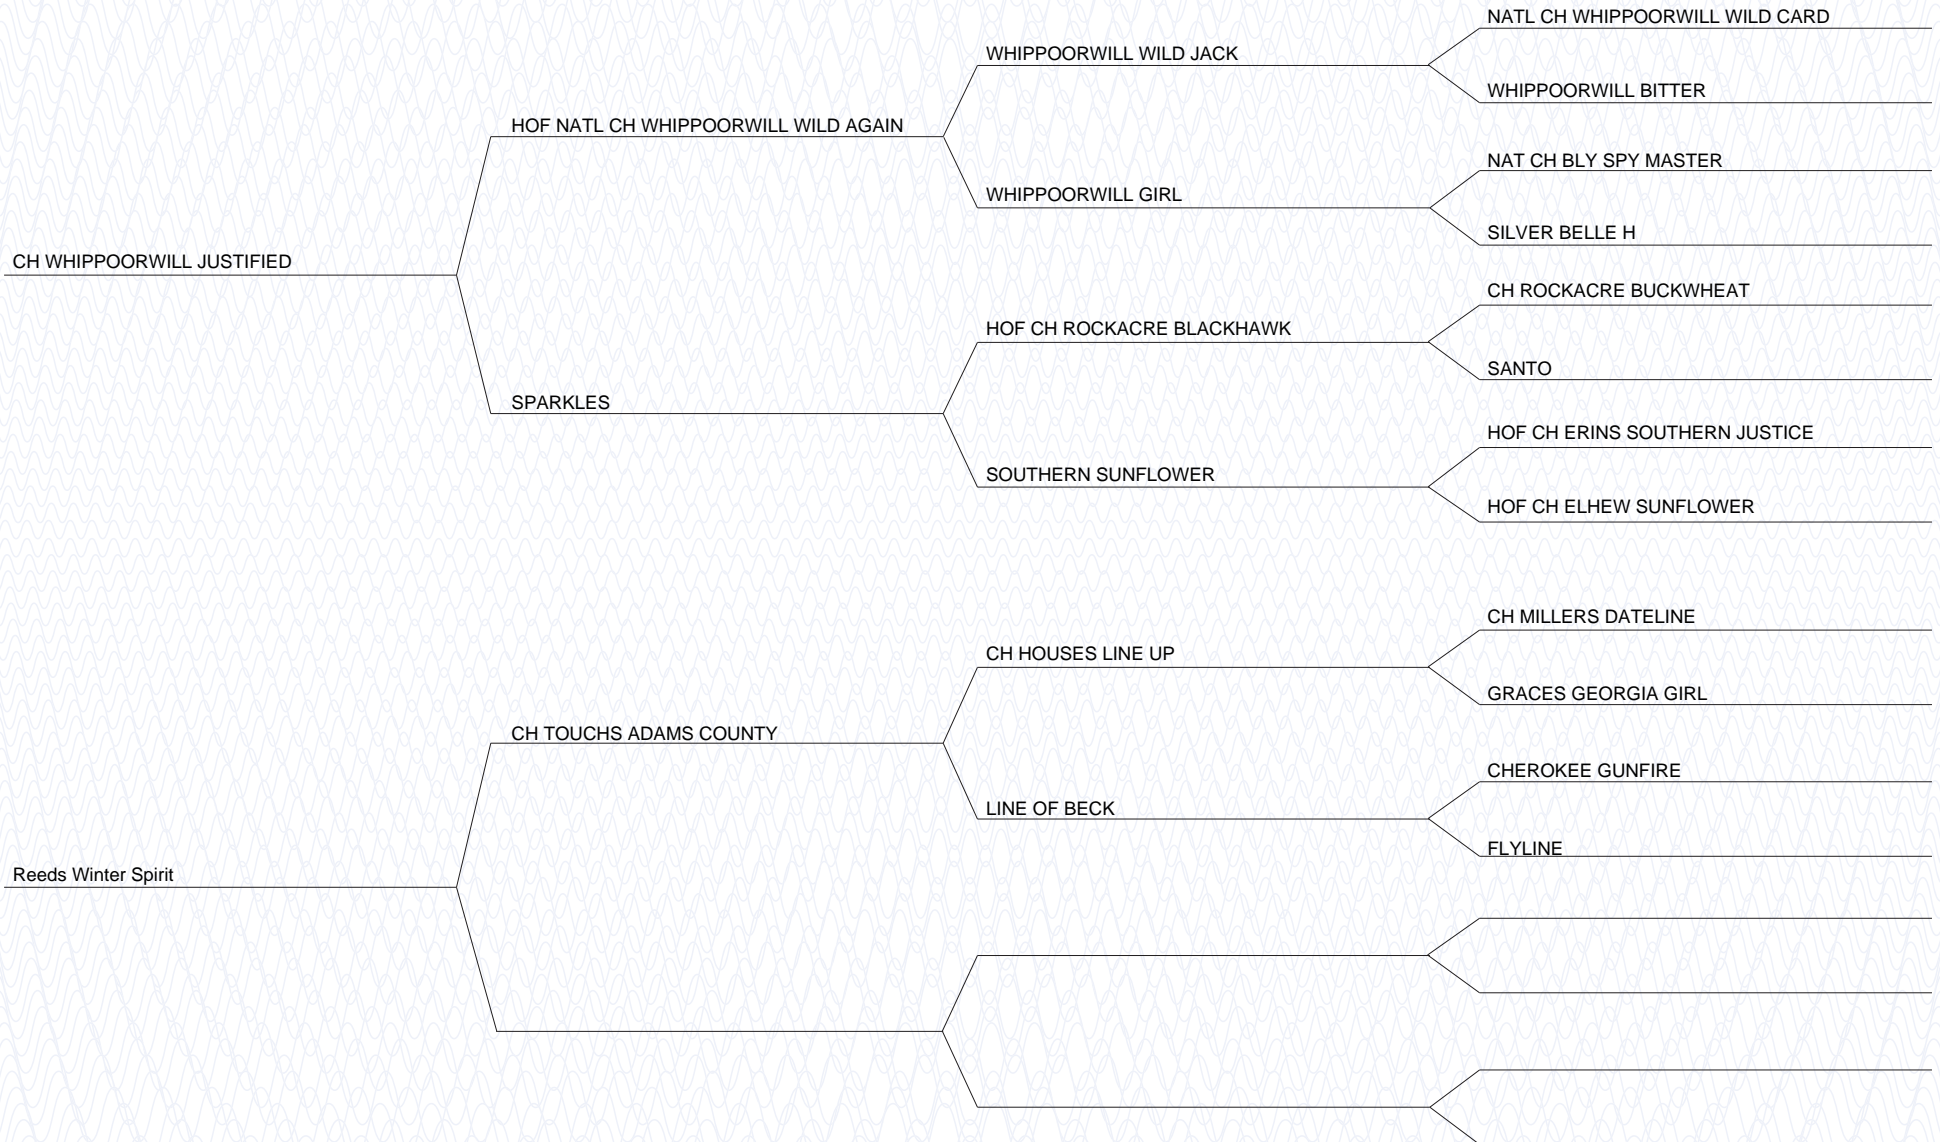 NATL CH WHIPPOORWILL WILD CARD
WHIPPOORWILL WILD JACK
WHIPPOORWILL BITTER
HOF NATL CH WHIPPOORWILL WILD AGAIN
NAT CH BLY SPY MASTER
WHIPPOORWILL GIRL
SILVER BELLE H
CH WHIPPOORWILL JUSTIFIED
CH ROCKACRE BUCKWHEAT
HOF CH ROCKACRE BLACKHAWK
SANTO
SPARKLES
HOF CH ERINS SOUTHERN JUSTICE
SOUTHERN SUNFLOWER
HOF CH ELHEW SUNFLOWER
CH MILLERS DATELINE
CH HOUSES LINE UP
GRACES GEORGIA GIRL
CH TOUCHS ADAMS COUNTY
CHEROKEE GUNFIRE
LINE OF BECK
FLYLINE
Reeds Winter Spirit